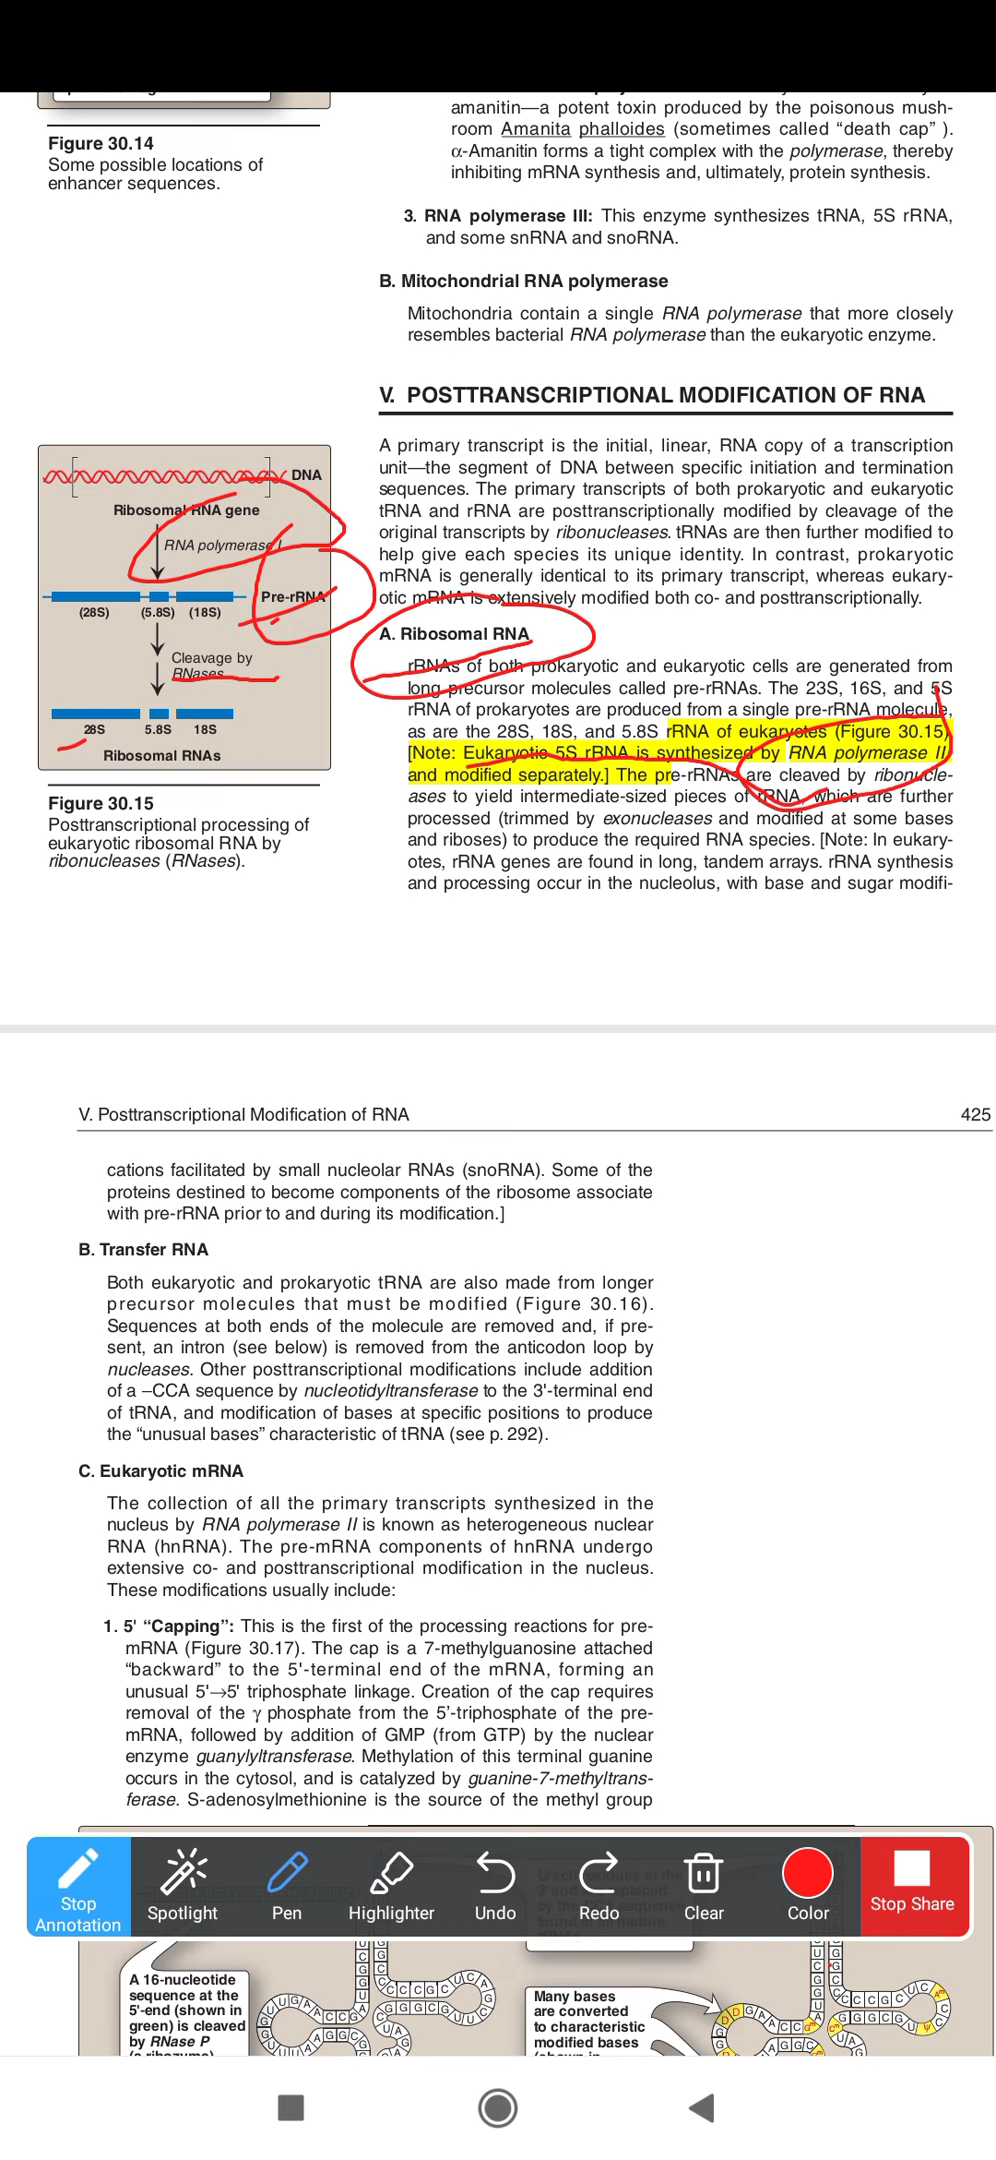 Figure 30.14
Some possible locations of
enhancer sequences.
amanitin—a potent toxin produced by the poisonous mush-
room Amanita phalloides (sometimes called “death cap” ).
α-Amanitin forms a tight complex with the polymerase, thereby
inhibiting mRNA synthesis and, ultimately, protein synthesis.
3. RNA polymerase III: This enzyme synthesizes tRNA, 5S rRNA,
and some snRNA and snoRNA.
B. Mitochondrial RNA polymerase
Mitochondria contain a single RNA polymerase that more closely
resembles bacterial RNA polymerase than the eukaryotic enzyme.
V. POSTTRANSCRIPTIONAL MODIFICATION OF RNA
A primary transcript is the initial, linear, RNA copy of a transcription
unit—the segment of DNA between specific initiation and termination
sequences. The primary transcripts of both prokaryotic and eukaryotic
tRNA and rRNA are posttranscriptionally modified by cleavage of the
original transcripts by ribonucleases. tRNAs are then further modified to
help give each species its unique identity. In contrast, prokaryotic
mRNA is generally identical to its primary transcript, whereas eukary-
otic mRNA is extensively modified both co- and posttranscriptionally.
A. Ribosomal RNA
rRNAs of both prokaryotic and eukaryotic cells are generated from
long precursor molecules called pre-rRNAs. The 23S, 16S, and 5S
rRNA of prokaryotes are produced from a single pre-rRNA molecule,
as are the 28S, 18S, and 5.8S rRNA of eukaryotes (Figure 30.15).
[Note: Eukaryotic 5S rRNA is synthesized by RNA polymerase II
and modified separately.] The pre-rRNAs are cleaved by ribonucle-
ases to yield intermediate-sized pieces of rRNA, which are further
processed (trimmed by exonucleases and modified at some bases
and riboses) to produce the required RNA species. [Note: In eukary-
otes, rRNA genes are found in long, tandem arrays. rRNA synthesis
and processing occur in the nucleolus, with base and sugar modifi-
DNA
Ribosomal RNA gene
RNA polymerase I
Pre-rRNA
(28S) (5.8S) (18S)
Cleavage by
RNases
28S 5.8S 18S
Ribosomal RNAs
Figure 30.15
Posttranscriptional processing of
eukaryotic ribosomal RNA by
ribonucleases (RNases).
V. Posttranscriptional Modification of RNA 425
cations facilitated by small nucleolar RNAs (snoRNA). Some of the
proteins destined to become components of the ribosome associate
with pre-rRNA prior to and during its modification.]
B. Transfer RNA
Both eukaryotic and prokaryotic tRNA are also made from longer
precursor molecules that must be modified (Figure 30.16).
Sequences at both ends of the molecule are removed and, if pre-
sent, an intron (see below) is removed from the anticodon loop by
nucleases. Other posttranscriptional modifications include addition
of a –CCA sequence by nucleotidyltransferase to the 3'-terminal end
of tRNA, and modification of bases at specific positions to produce
the “unusual bases” characteristic of tRNA (see p. 292).
C. Eukaryotic mRNA
The collection of all the primary transcripts synthesized in the
nucleus by RNA polymerase II is known as heterogeneous nuclear
RNA (hnRNA). The pre-mRNA components of hnRNA undergo
extensive co- and posttranscriptional modification in the nucleus.
These modifications usually include:
1. 5' “Capping”: This is the first of the processing reactions for pre-
mRNA (Figure 30.17). The cap is a 7-methylguanosine attached
“backward” to the 5'-terminal end of the mRNA, forming an
unusual 5'→5' triphosphate linkage. Creation of the cap requires
removal of the γ phosphate from the 5’-triphosphate of the pre-
mRNA, followed by addition of GMP (from GTP) by the nuclear
enzyme guanylyltransferase. Methylation of this terminal guanine
occurs in the cytosol, and is catalyzed by guanine-7-methyltrans-
ferase. S-adenosylmethionine is the source of the methyl group
Stop
Annotation
Spotlight
Pen
Highlighter
Undo
Redo
Clear
Color
Stop Share
A 16-nucleotide
sequence at the
5'-end (shown in
green) is cleaved
by RNase P
Many bases
are converted
to characteristic
modified bases